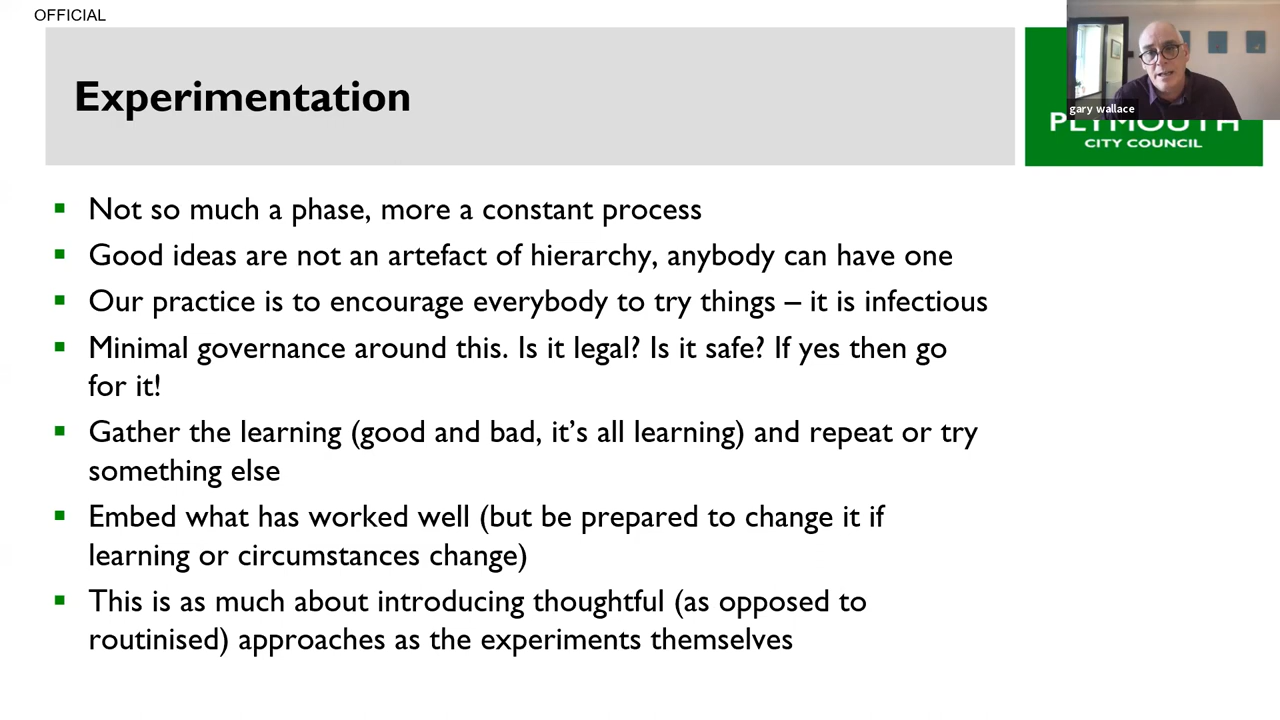 OFFICIAL
Experimentation
gary wallace
PLYMOUTH
CITY COUNCIL
▪ Not so much a phase, more a constant process
▪ Good ideas are not an artefact of hierarchy, anybody can have one
▪ Our practice is to encourage everybody to try things – it is infectious
▪ Minimal governance around this. Is it legal? Is it safe? If yes then go
for it!
▪ Gather the learning (good and bad, it’s all learning) and repeat or try
something else
▪ Embed what has worked well (but be prepared to change it if
learning or circumstances change)
▪ This is as much about introducing thoughtful (as opposed to
routinised) approaches as the experiments themselves